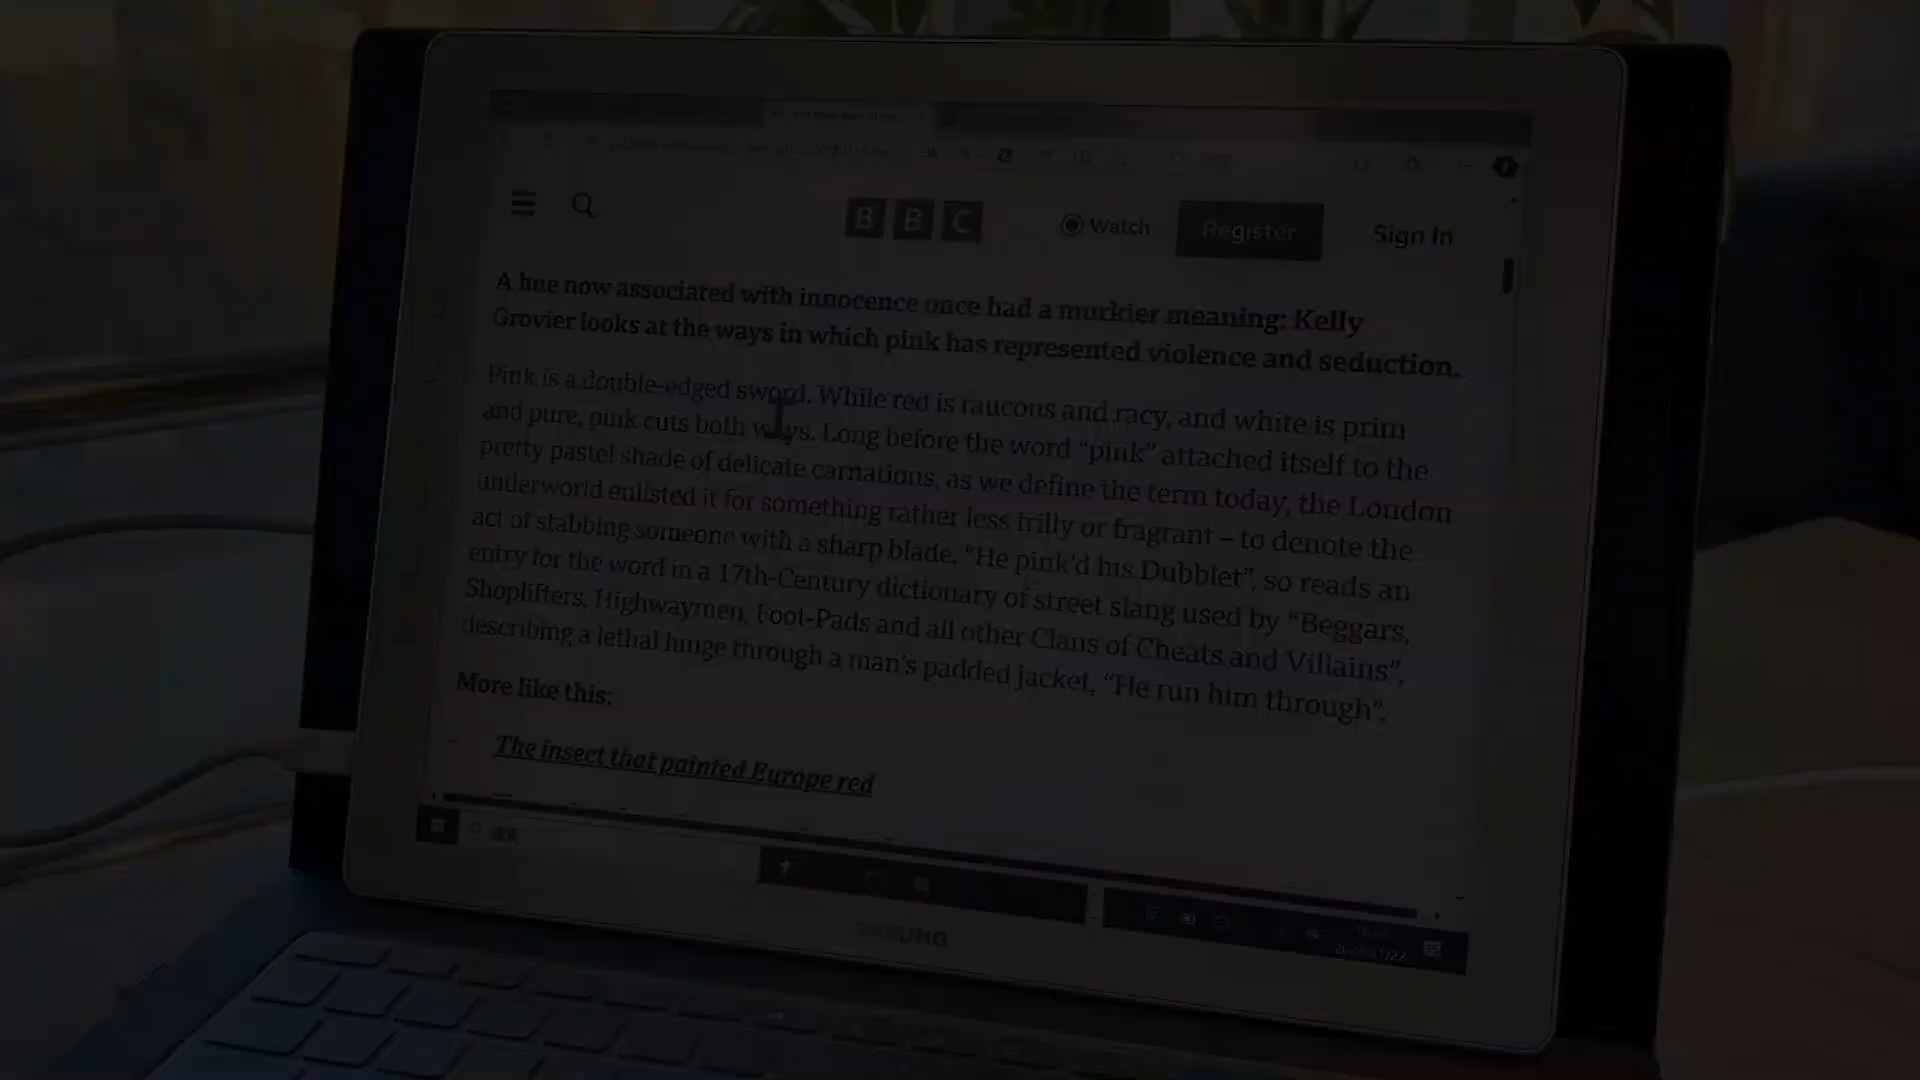 BBC
Watch
Register
Sign In
A hue now associated with innocence once had a murkier meaning: Kelly
Grovier looks at the ways in which pink has represented violence and seduction.
Pink is a double-edged sword. While red is raucous and racy, and white is prim
and pure, pink cuts both ways. Long before the word “pink” attached itself to the
pretty pastel shade of delicate carnations, as we define the term today, the London
underworld enlisted it for something rather less frilly or fragrant – to denote the
act of stabbing someone with a sharp blade. “He pink'd his Dubblet”, so reads an
entry for the word in a 17th-Century dictionary of street slang used by “Beggars,
Shoplifters, Highwaymen, Foot-Pads and all other Clans of Cheats and Villains”,
describing a lethal lunge through a man's padded jacket, “He run him through”.
More like this:
The insect that painted Europe red
DASUNG